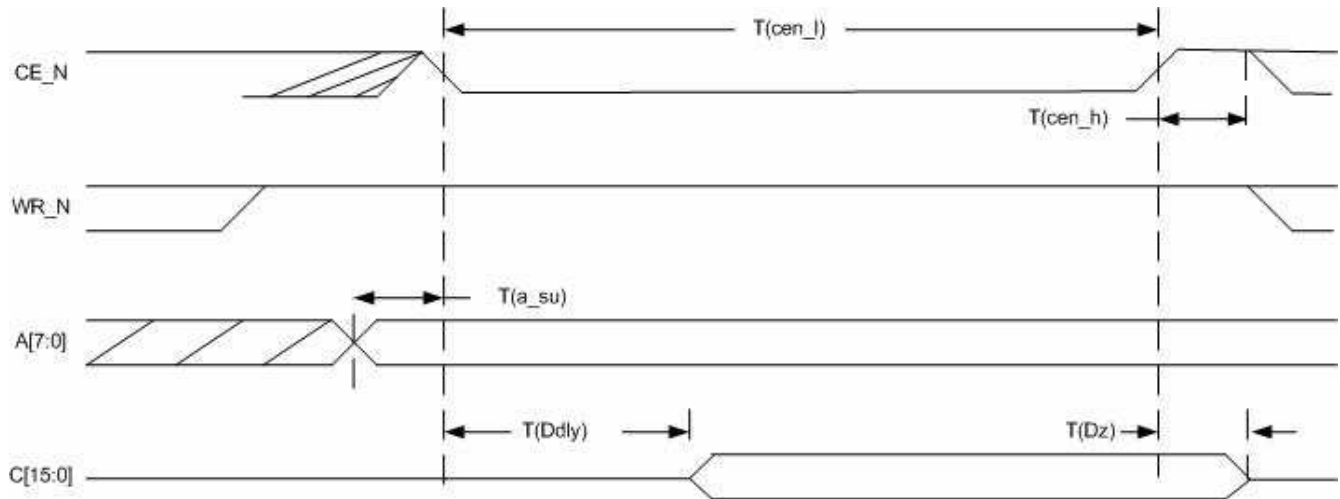 T(cen_l)
CE_N
T(cen_h)
WR_N
T(a_su)
A[7:0]
T(Ddly)
T(Dz)
C[15:0]